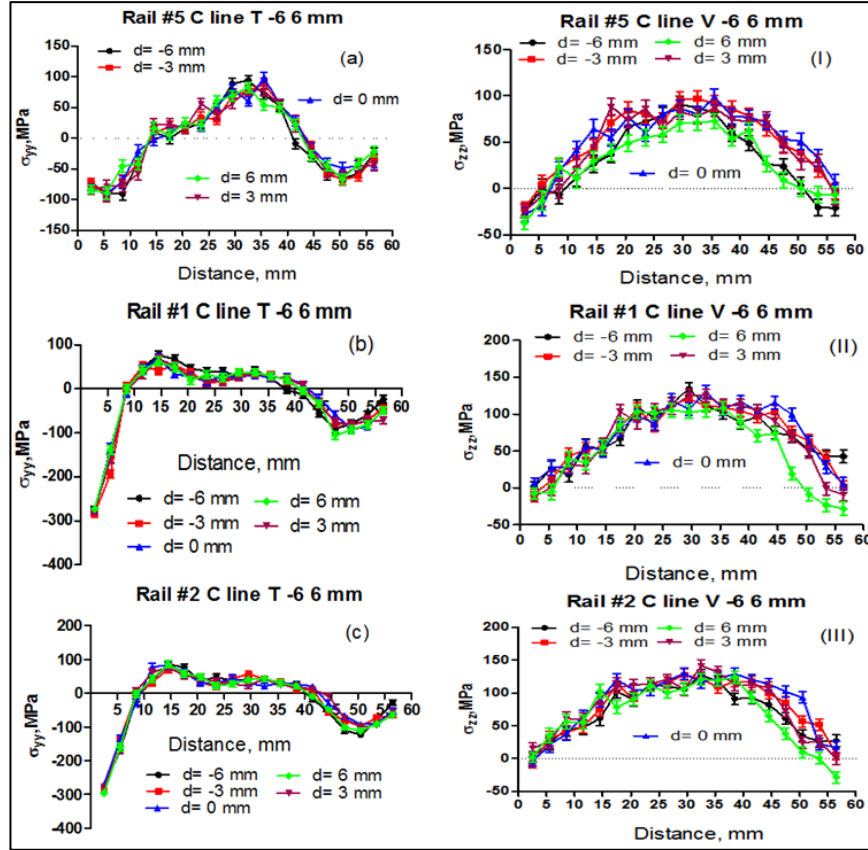 Rail #5 C line T -6 6 mm
d= -6 mm
d= -3 mm
(a)
d= 0 mm
d= 6 mm
d= 3 mm
σyy,MPa
150
100
50
0
-50
-100
-150
0 5 10 15 20 25 30 35 40 45 50 55 60
Distance, mm
Rail #5 C line V -6 6 mm
d= -6 mm d= 6 mm
d= -3 mm d= 3 mm
(I)
d= 0 mm
σzz,MPa
150
100
50
0
-50
0 5 10 15 20 25 30 35 40 45 50 55 60
Distance, mm
Rail #1 C line T -6 6 mm
(b)
σyy,MPa
100
0
-100
-200
-300
-400
5 10 15 20 25 30 35 40 45 50 55 60
Distance, mm
d= -6 mm d= 6 mm
d= -3 mm d= 3 mm
d= 0 mm
Rail #1 C line V -6 6 mm
d= -6 mm d= 6 mm
d= -3 mm d= 3 mm
(II)
d= 0 mm
σzz,MPa
200
150
100
50
0
-50
0 5 10 15 20 25 30 35 40 45 50 55 60
Distance, mm
Rail #2 C line T -6 6 mm
(c)
σyy,MPa
200
100
0
-100
-200
-300
-400
5 10 15 20 25 30 35 40 45 50 55 60
Distance, mm
d= -6 mm d= 6 mm
d= -3 mm d= 3 mm
d= 0 mm
Rail #2 C line V -6 6 mm
d= -6 mm d= 6 mm
d= -3 mm d= 3 mm
(III)
d= 0 mm
σzz,MPa
200
150
100
50
0
-50
0 5 10 15 20 25 30 35 40 45 50 55 60
Distance, mm